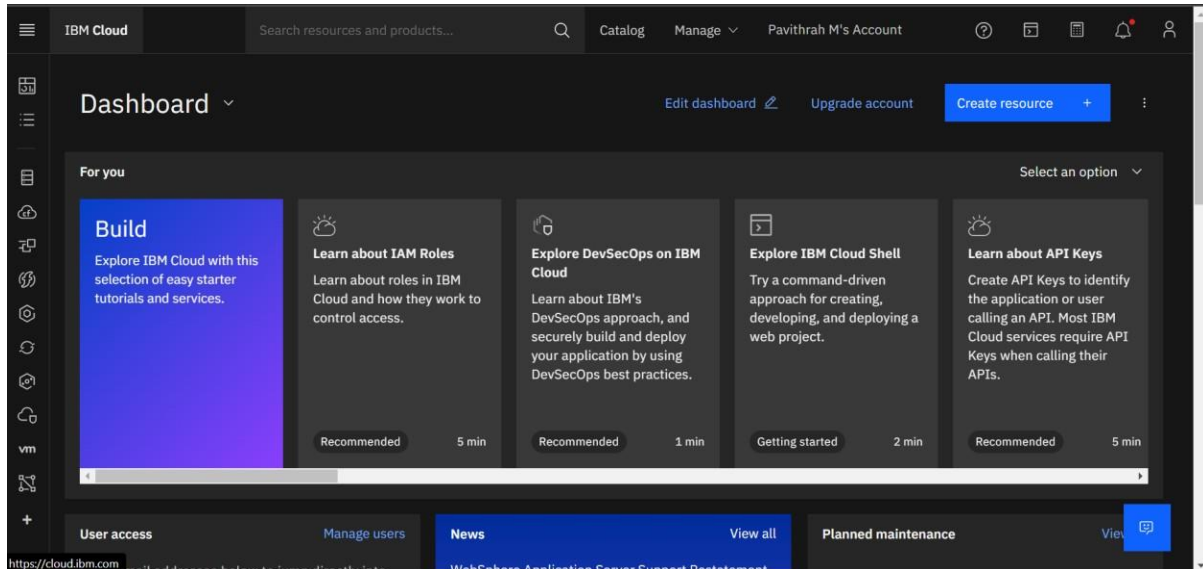 IBM Cloud
Search resources and products...
Catalog
Manage
Pavithrah M's Account
Dashboard
Edit dashboard
Upgrade account
Create resource +
For you
Select an option
Build
Explore IBM Cloud with this
selection of easy starter
tutorials and services.
Learn about IAM Roles
Learn about roles in IBM
Cloud and how they work to
control access.
Recommended
5 min
Explore DevSecOps on IBM
Cloud
Learn about IBM's
DevSecOps approach, and
securely build and deploy
your application by using
DevSecOps best practices.
Recommended
1 min
Explore IBM Cloud Shell
Try a command-driven
approach for creating,
developing, and deploying a
web project.
Getting started
2 min
Learn about API Keys
Create API Keys to identify
the application or user
calling an API. Most IBM
Cloud services require API
Keys when calling their
APIs.
Recommended
5 min
vm
User access
Manage users
News
View all
Planned maintenance
https://cloud.ibm.com
WebSphere Application Server Support Restatement